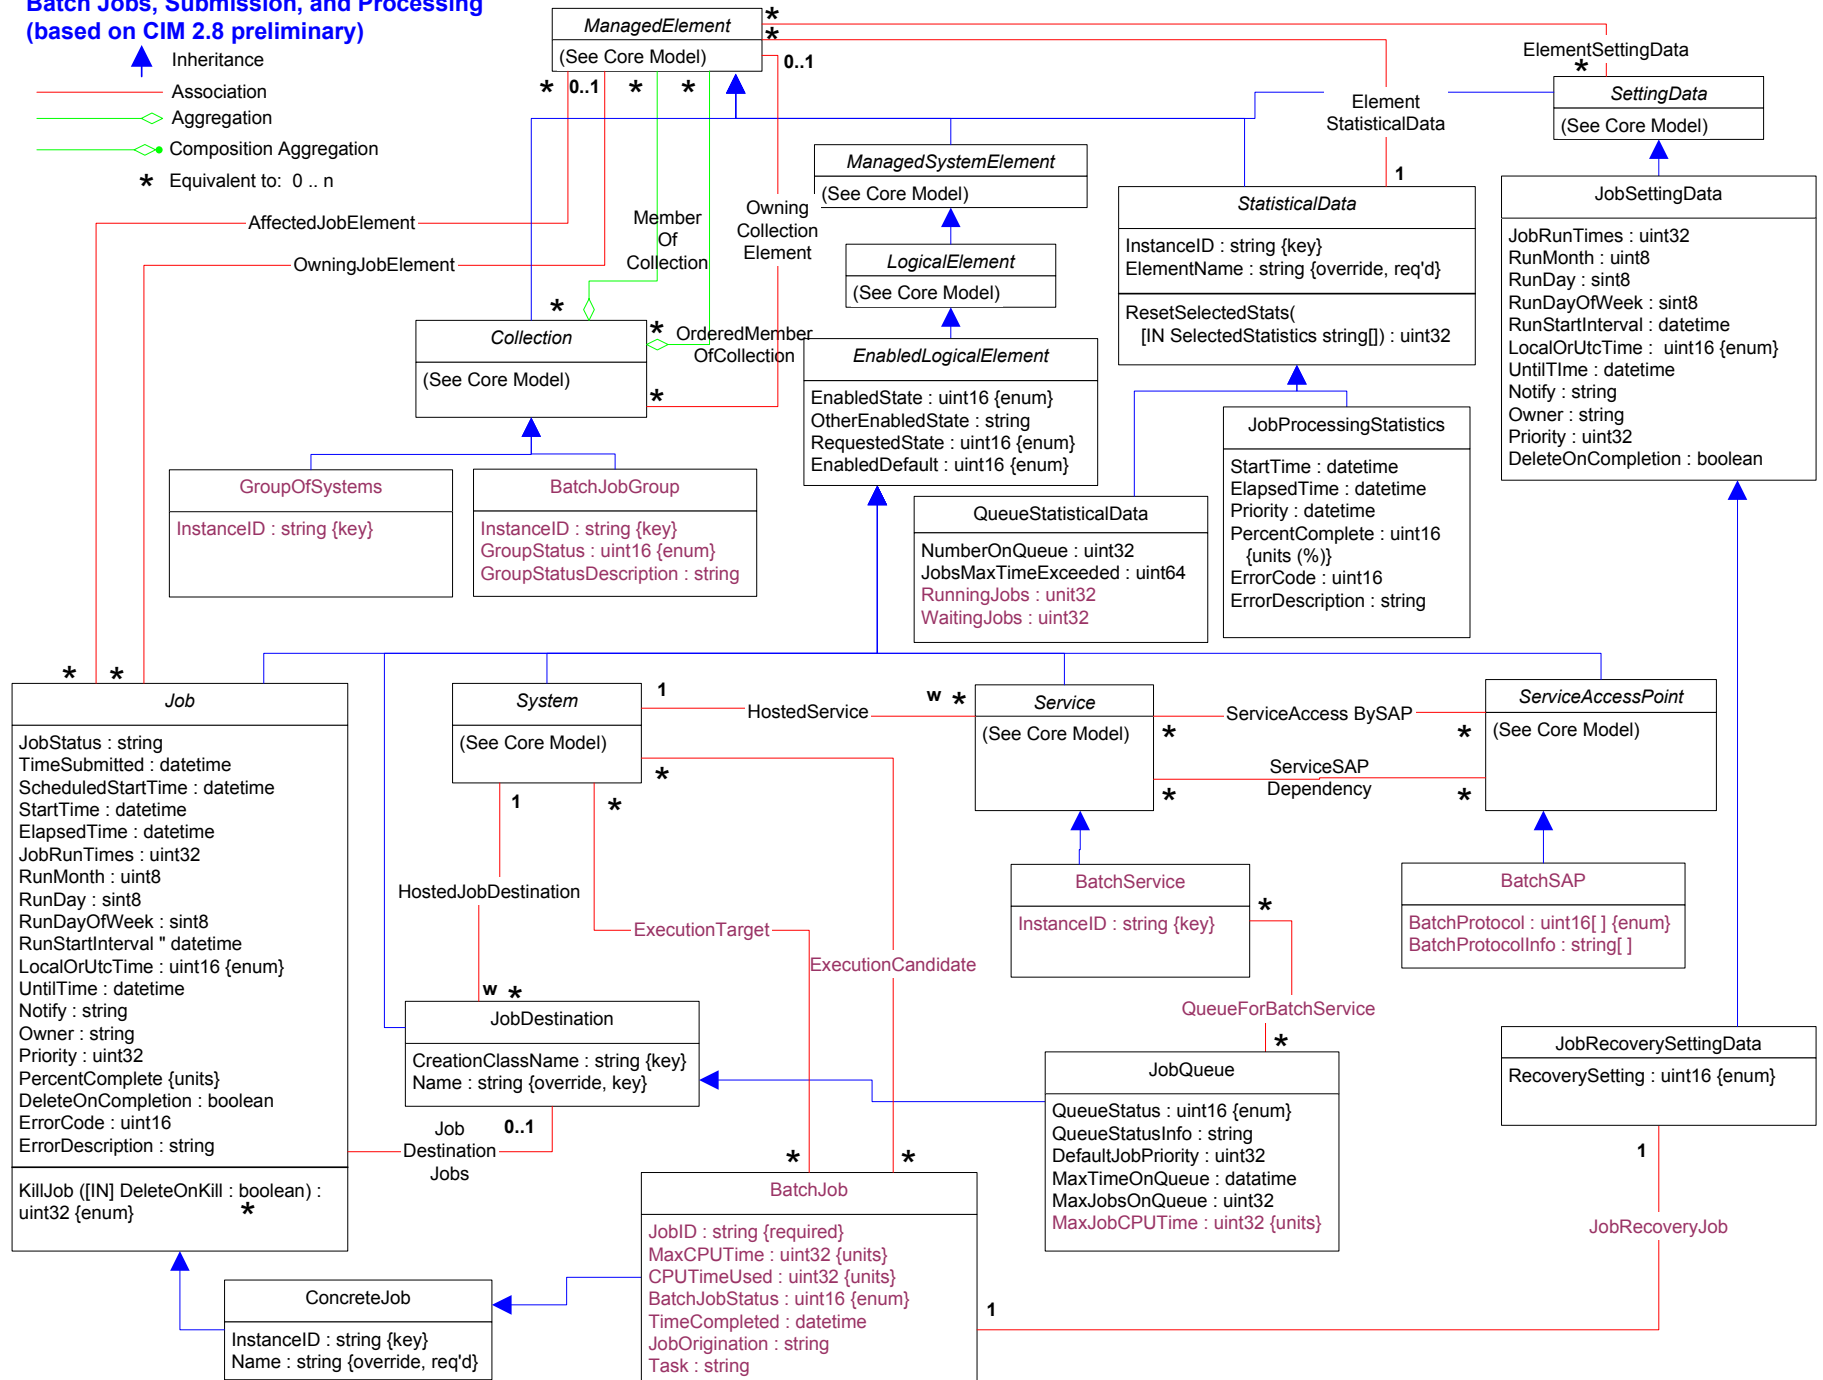 Batch Jobs, Submission, and Processing
(based on CIM 2.8 preliminary)
Inheritance
Association
Aggregation
Composition Aggregation
* Equivalent to: 0 .. n
ManagedElement
(See Core Model)
*
*
0..1
*
0..1
*
*
ElementSettingData
*
SettingData
(See Core Model)
Element
StatisticalData
1
ManagedSystemElement
(See Core Model)
LogicalElement
(See Core Model)
AffectedJobElement
OwningJobElement
Member
Of
Collection
Owning
Collection
Element
*
*
OrderedMember
OfCollection
*
Collection
(See Core Model)
EnabledLogicalElement
EnabledState : uint16 {enum}
OtherEnabledState : string
RequestedState : uint16 {enum}
EnabledDefault : uint16 {enum}
StatisticalData
InstanceID : string {key}
ElementName : string {override, req'd}
ResetSelectedStats(
[IN SelectedStatistics string[]) : uint32
JobSettingData
JobRunTimes : uint32
RunMonth : uint8
RunDay : sint8
RunDayOfWeek : sint8
RunStartInterval : datetime
LocalOrUtcTime : uint16 {enum}
UntilTIme : datetime
Notify : string
Owner : string
Priority : uint32
DeleteOnCompletion : boolean
GroupOfSystems
InstanceID : string {key}
BatchJobGroup
InstanceID : string {key}
GroupStatus : uint16 {enum}
GroupStatusDescription : string
QueueStatisticalData
NumberOnQueue : uint32
JobsMaxTimeExceeded : uint64
RunningJobs : unit32
WaitingJobs : uint32
JobProcessingStatistics
StartTime : datetime
ElapsedTime : datetime
Priority : datetime
PercentComplete : uint16
{units (%)}
ErrorCode : uint16
ErrorDescription : string
*
*
Job
JobStatus : string
TimeSubmitted : datetime
ScheduledStartTime : datetime
StartTime : datetime
ElapsedTime : datetime
JobRunTimes : uint32
RunMonth : uint8
RunDay : sint8
RunDayOfWeek : sint8
RunStartInterval " datetime
LocalOrUtcTime : uint16 {enum}
UntilTime : datetime
Notify : string
Owner : string
Priority : uint32
PercentComplete {units}
DeleteOnCompletion : boolean
ErrorCode : uint16
ErrorDescription : string
KillJob ([IN] DeleteOnKill : boolean) :
uint32 {enum}
*
System
(See Core Model)
1
HostedService
w *
*
1
*
Service
(See Core Model)
ServiceAccess BySAP
*
*
ServiceSAP
Dependency
*
*
ServiceAccessPoint
(See Core Model)
HostedJobDestination
ExecutionTarget
ExecutionCandidate
BatchService
InstanceID : string {key}
*
QueueForBatchService
*
BatchSAP
BatchProtocol : uint16[ ] {enum}
BatchProtocolInfo : string[ ]
w *
JobDestination
CreationClassName : string {key}
Name : string {override, key}
0..1
Job
Destination
Jobs
JobQueue
QueueStatus : uint16 {enum}
QueueStatusInfo : string
DefaultJobPriority : uint32
MaxTimeOnQueue : datatime
MaxJobsOnQueue : uint32
MaxJobCPUTime : uint32 {units}
JobRecoverySettingData
RecoverySetting : uint16 {enum}
1
JobRecoveryJob
1
*
*
BatchJob
JobID : string {required}
MaxCPUTime : uint32 {units}
CPUTimeUsed : uint32 {units}
BatchJobStatus : uint16 {enum}
TimeCompleted : datetime
JobOrigination : string
Task : string
ConcreteJob
InstanceID : string {key}
Name : string {override, req'd}